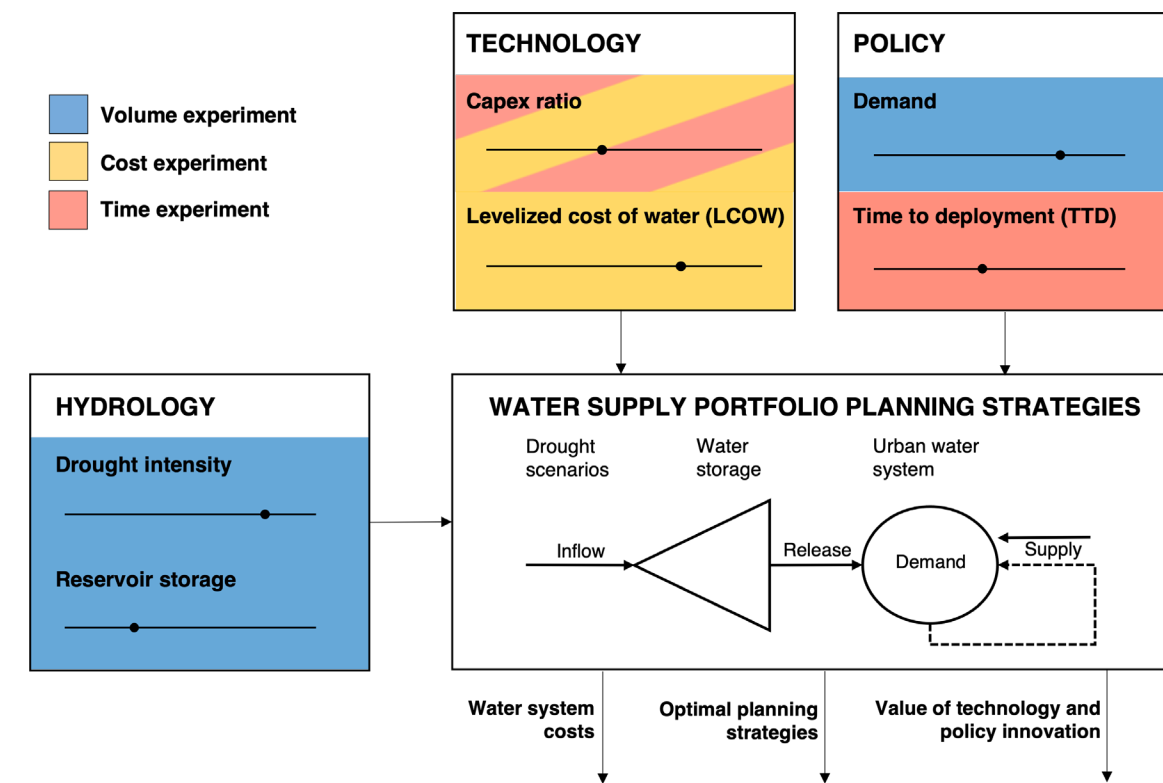 TECHNOLOGY
Capex ratio
Levelized cost of water (LCOW)
POLICY
Demand
Time to deployment (TTD)
Volume experiment
Cost experiment
Time experiment
HYDROLOGY
Drought intensity
Reservoir storage
WATER SUPPLY PORTFOLIO PLANNING STRATEGIES
Drought
scenarios
Water
storage
Urban water
system
Inflow
Release
Demand
Supply
Water system
costs
Optimal planning
strategies
Value of technology and
policy innovation